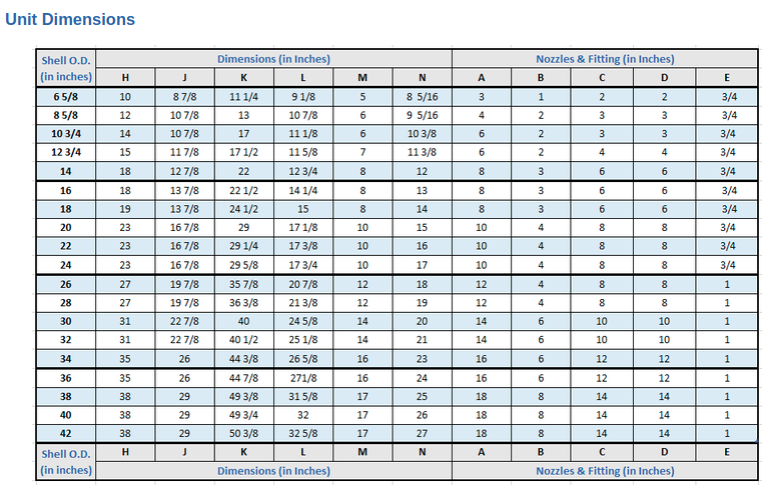 Unit Dimensions
Shell O.D. (in inches) Dimensions (in Inches) Nozzles & Fitting (in Inches)
H J K L M N A B C D E
6 5/8 10 8 7/8 11 1/4 9 1/8 5 8 5/16 3 1 2 2 3/4
8 5/8 12 10 7/8 13 10 7/8 6 9 5/16 4 2 3 3 3/4
10 3/4 14 10 7/8 17 11 1/8 6 10 3/8 6 2 3 3 3/4
12 3/4 15 11 7/8 17 1/2 11 5/8 7 11 3/8 6 2 4 4 3/4
14 18 12 7/8 22 12 3/4 8 12 8 3 6 6 3/4
16 18 13 7/8 22 1/2 14 1/4 8 13 8 3 6 6 3/4
18 19 13 7/8 24 1/2 15 8 14 8 3 6 6 3/4
20 23 16 7/8 29 17 1/8 10 15 10 4 8 8 3/4
22 23 16 7/8 29 1/4 17 3/8 10 16 10 4 8 8 3/4
24 23 16 7/8 29 5/8 17 3/4 10 17 10 4 8 8 3/4
26 27 19 7/8 35 7/8 20 7/8 12 18 12 4 8 8 1
28 27 19 7/8 36 3/8 21 3/8 12 19 12 4 8 8 1
30 31 22 7/8 40 24 5/8 14 20 14 6 10 10 1
32 31 22 7/8 40 1/2 25 1/8 14 21 14 6 10 10 1
34 35 26 44 3/8 26 5/8 16 23 16 6 12 12 1
36 35 26 44 7/8 271/8 16 24 16 6 12 12 1
38 38 29 49 3/8 31 5/8 17 25 18 8 14 14 1
40 38 29 49 3/4 32 17 26 18 8 14 14 1
42 38 29 50 3/8 32 5/8 17 27 18 8 14 14 1
Shell O.D. (in inches) H J K L M N A B C D E
Dimensions (in Inches) Nozzles & Fitting (in Inches)